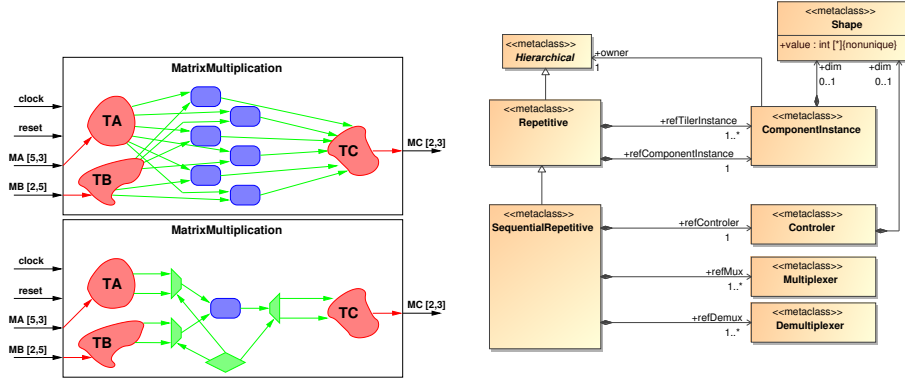 MatrixMultiplication
clock
reset
MA [5,3]
MB [2,5]
TA
TB
TC
MC [2,3]
MatrixMultiplication
clock
reset
MA [5,3]
MB [2,5]
TA
TB
TC
MC [2,3]
<<metaclass>>
Shape
+value : int [*]{nonunique}
<<metaclass>>
Hierarchical
+owner
1
+dim
0..1
+dim
0..1
<<metaclass>>
Repetitive
+refTilerInstance
1..*
+refComponentInstance
1
<<metaclass>>
ComponentInstance
<<metaclass>>
SequentialRepetitive
+refControler
1
<<metaclass>>
Controler
+refMux
1..*
<<metaclass>>
Multiplexer
+refDemux
1..*
<<metaclass>>
Demultiplexer